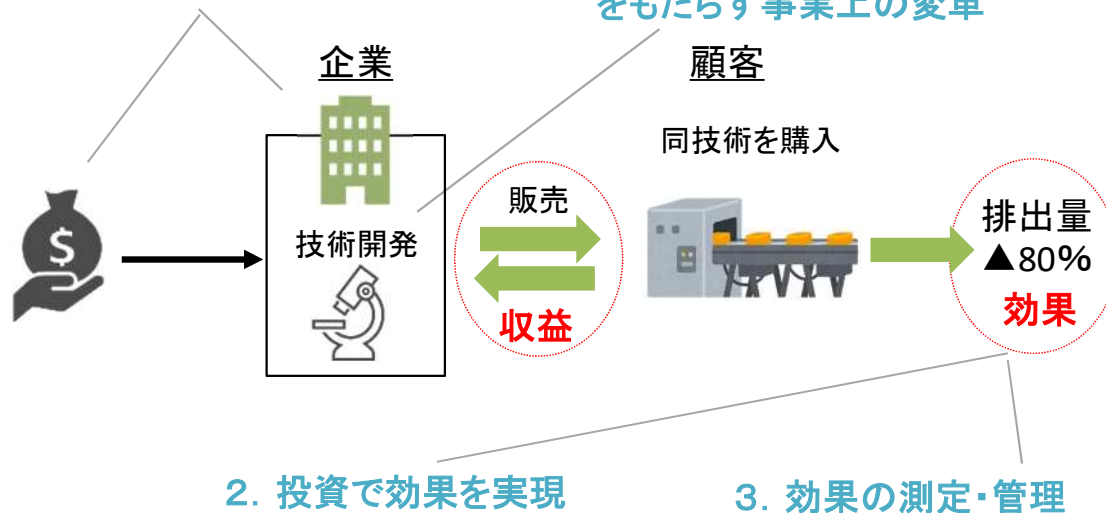 をもたらす事業上の変革
企業
顧客
同技術を購入
販売
技術開発
収益
排出量
▲80%
効果
$
2．投資で効果を実現
3．効果の測定・管理